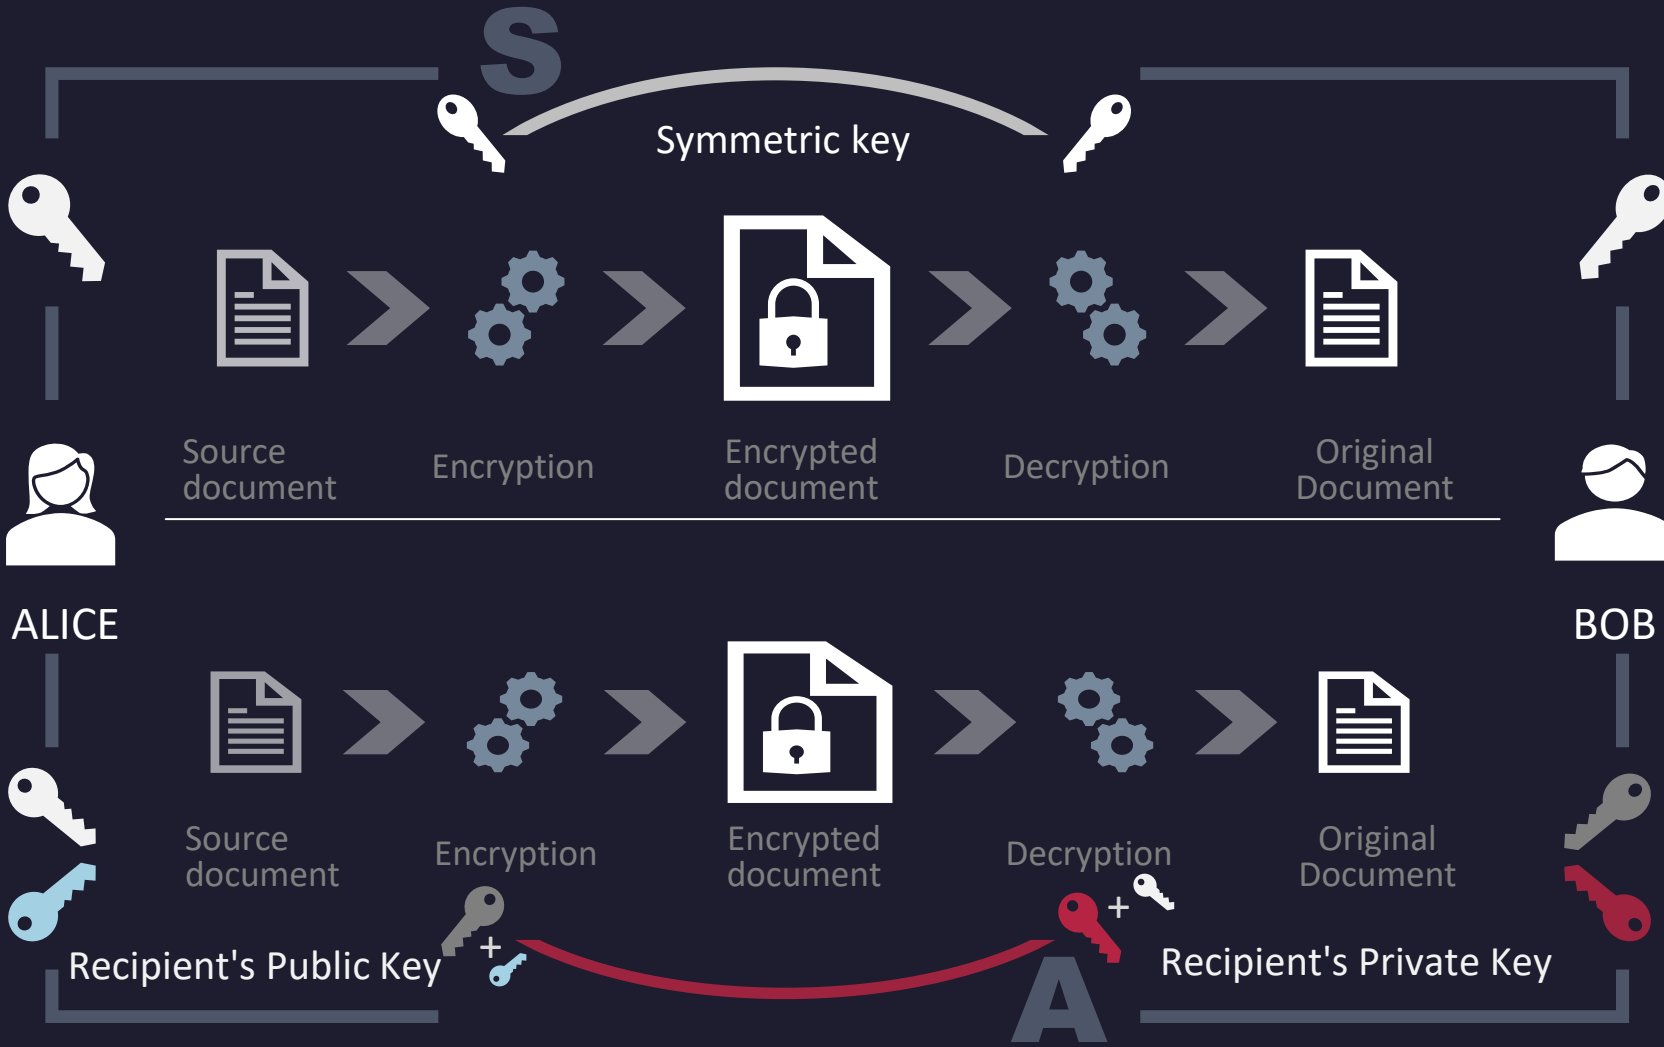 S
Symmetric key
Source
document
Encryption
Encrypted
document
Decryption
Original
Document
ALICE
BOB
Source
document
Encryption
Encrypted
document
Decryption
Original
Document
+
+
Recipient's Public Key
Recipient's Private Key
A